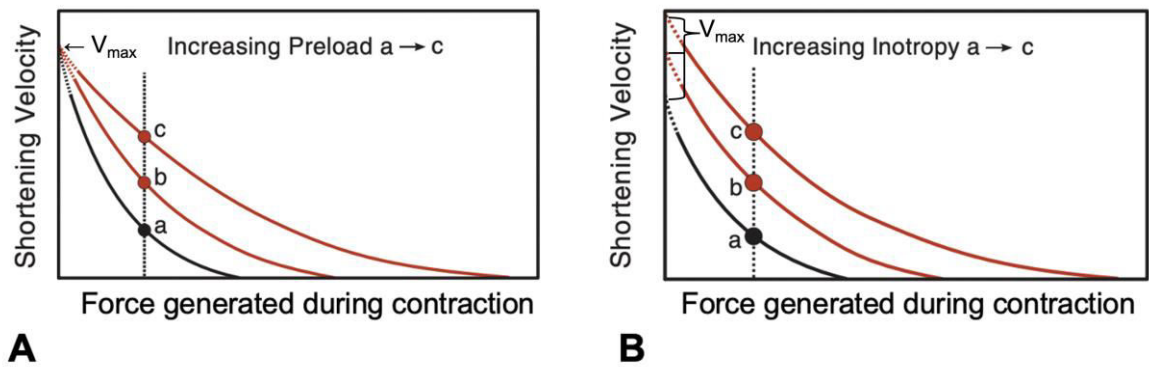 Shortening Velocity
← Vmax
Increasing Preload a → c
c
b
a
Force generated during contraction
A
Shortening Velocity
Vmax
Increasing Inotropy a → c
c
b
a
Force generated during contraction
B